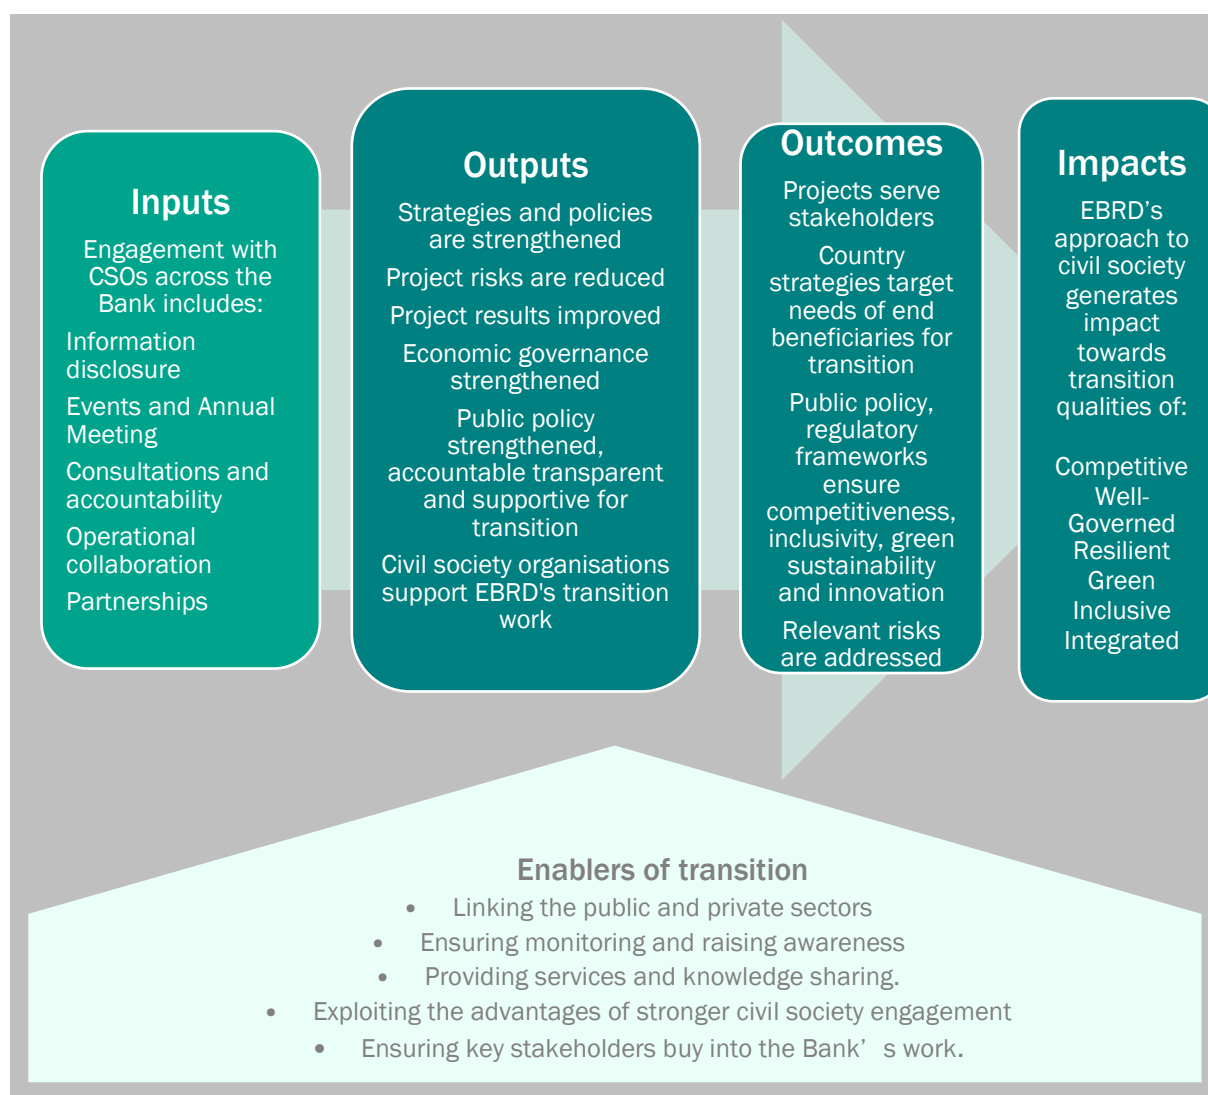 Inputs
Engagement with
CSOs across the
Bank includes:
Information
disclosure
Events and Annual
Meeting
Consultations and
accountability
Operational
collaboration
Partnerships
Outputs
Strategies and policies
are strengthened
Project risks are reduced
Project results improved
Economic governance
strengthened
Public policy
strengthened,
accountable transparent
and supportive for
transition
Civil society organisations
support EBRD's transition
work
Outcomes
Projects serve
stakeholders
Country
strategies target
needs of end
beneficiaries for
transition
Public policy,
regulatory
frameworks
ensure
competitiveness,
inclusivity, green
sustainability
and innovation
Relevant risks
are addressed
Impacts
EBRD’s
approach to
civil society
generates
impact
towards
transition
qualities of:
Competitive
Well-
Governed
Resilient
Green
Inclusive
Integrated
Enablers of transition
• Linking the public and private sectors
• Ensuring monitoring and raising awareness
• Providing services and knowledge sharing.
• Exploiting the advantages of stronger civil society engagement
• Ensuring key stakeholders buy into the Bank’ s work.